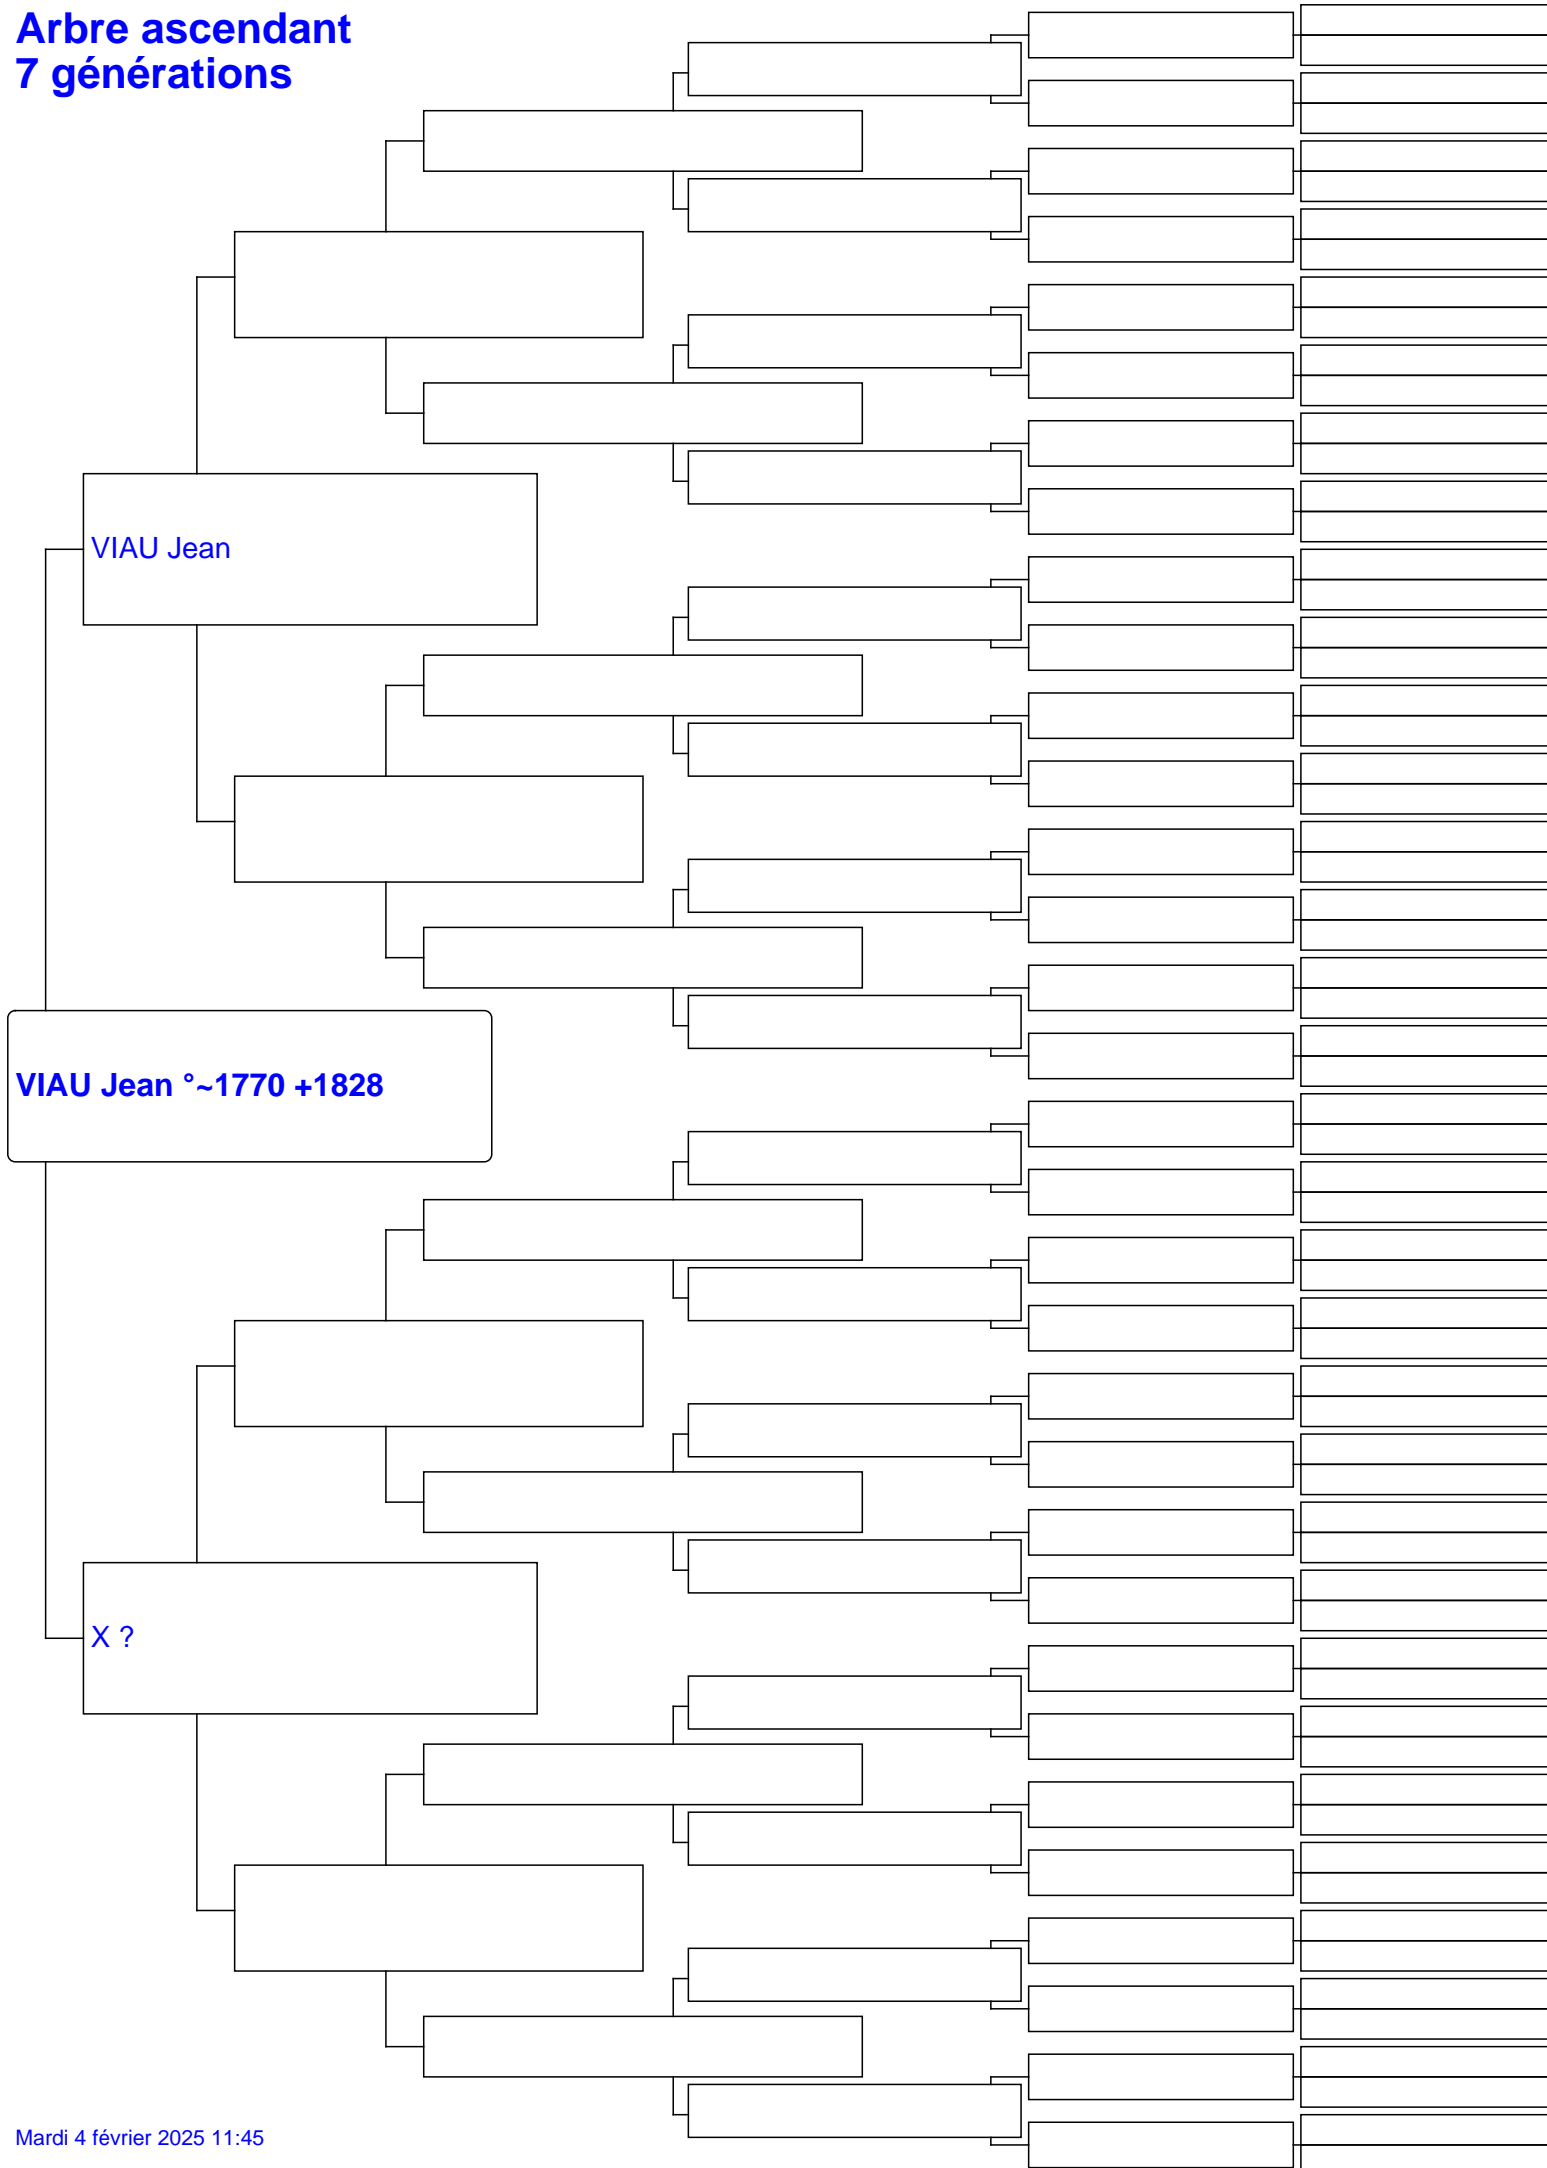 Arbre ascendant
7 générations
VIAU Jean
VIAU Jean °~1770 +1828
X ?
Mardi 4 février 2025 11:45